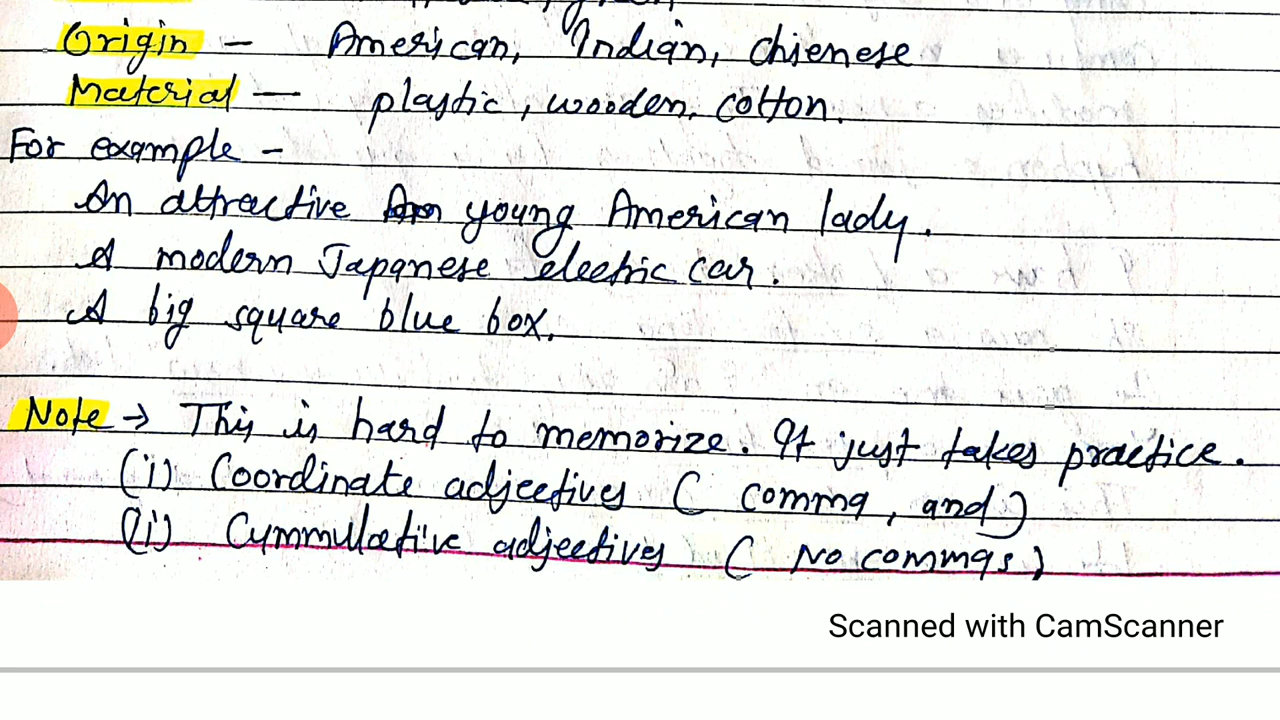 Origin – American, Indian, Chienese
Material — plastic, wooden, cotton.
For example -
An attractive young American lady.
A modern Japanese electric car.
A big square blue box.
Note → This is hard to memorize. It just takes practice.
(i) Coordinate adjectives ( comma, and )
(ii) Cummulative adjectives ( No commas )
Scanned with CamScanner